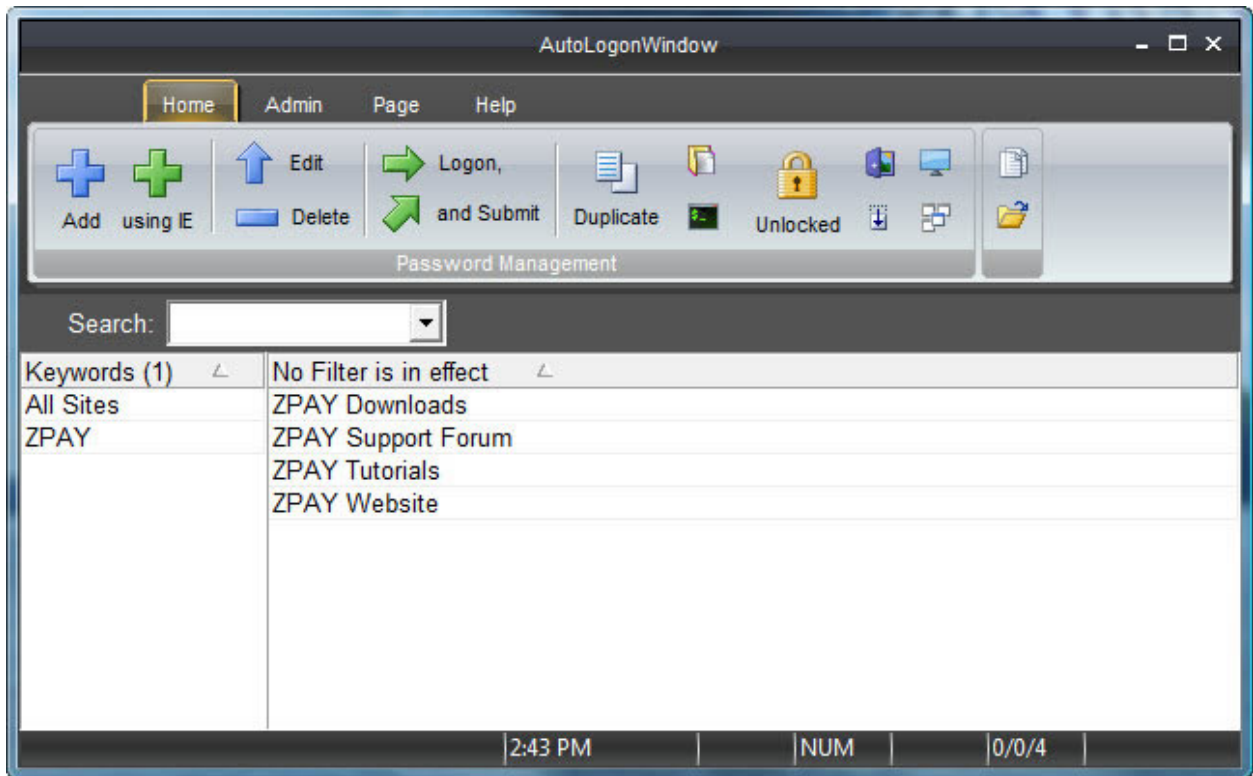 AutoLogonWindow
Home Admin Page Help
Edit Logon,
Add using IE Delete and Submit Duplicate Unlocked
Password Management
Search:
Keywords (1) No Filter is in effect
All Sites ZPAY Downloads
ZPAY ZPAY Support Forum
ZPAY Tutorials
ZPAY Website
2:43 PM NUM 0/0/4